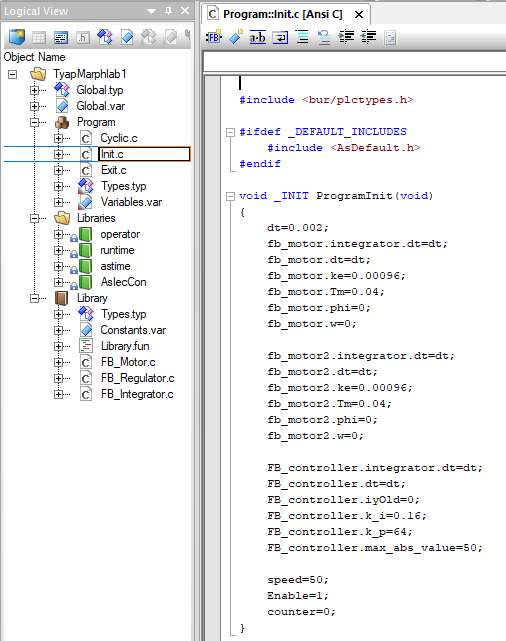 Logical View
Object Name
TyapMarphlab1
Global.typ
Global.var
Program
Cyclic.c
Init.c
Exit.c
Types.typ
Variables.var
Libraries
operator
runtime
astime
AsIecCon
Library
Types.typ
Constants.var
Library.fun
FB_Motor.c
FB_Regulator.c
FB_Integrator.c
Program::Init.c [Ansi C]
#include <bur/plctypes.h>
#ifdef _DEFAULT_INCLUDES
#include <AsDefault.h>
#endif
void _INIT ProgramInit(void)
{
dt=0.002;
fb_motor.integrator.dt=dt;
fb_motor.dt=dt;
fb_motor.ke=0.00096;
fb_motor.Tm=0.04;
fb_motor.phi=0;
fb_motor.w=0;
fb_motor2.integrator.dt=dt;
fb_motor2.dt=dt;
fb_motor2.ke=0.00096;
fb_motor2.Tm=0.04;
fb_motor2.phi=0;
fb_motor2.w=0;
FB_controller.integrator.dt=dt;
FB_controller.dt=dt;
FB_controller.iyOld=0;
FB_controller.k_i=0.16;
FB_controller.k_p=64;
FB_controller.max_abs_value=50;
speed=50;
Enable=1;
counter=0;
}